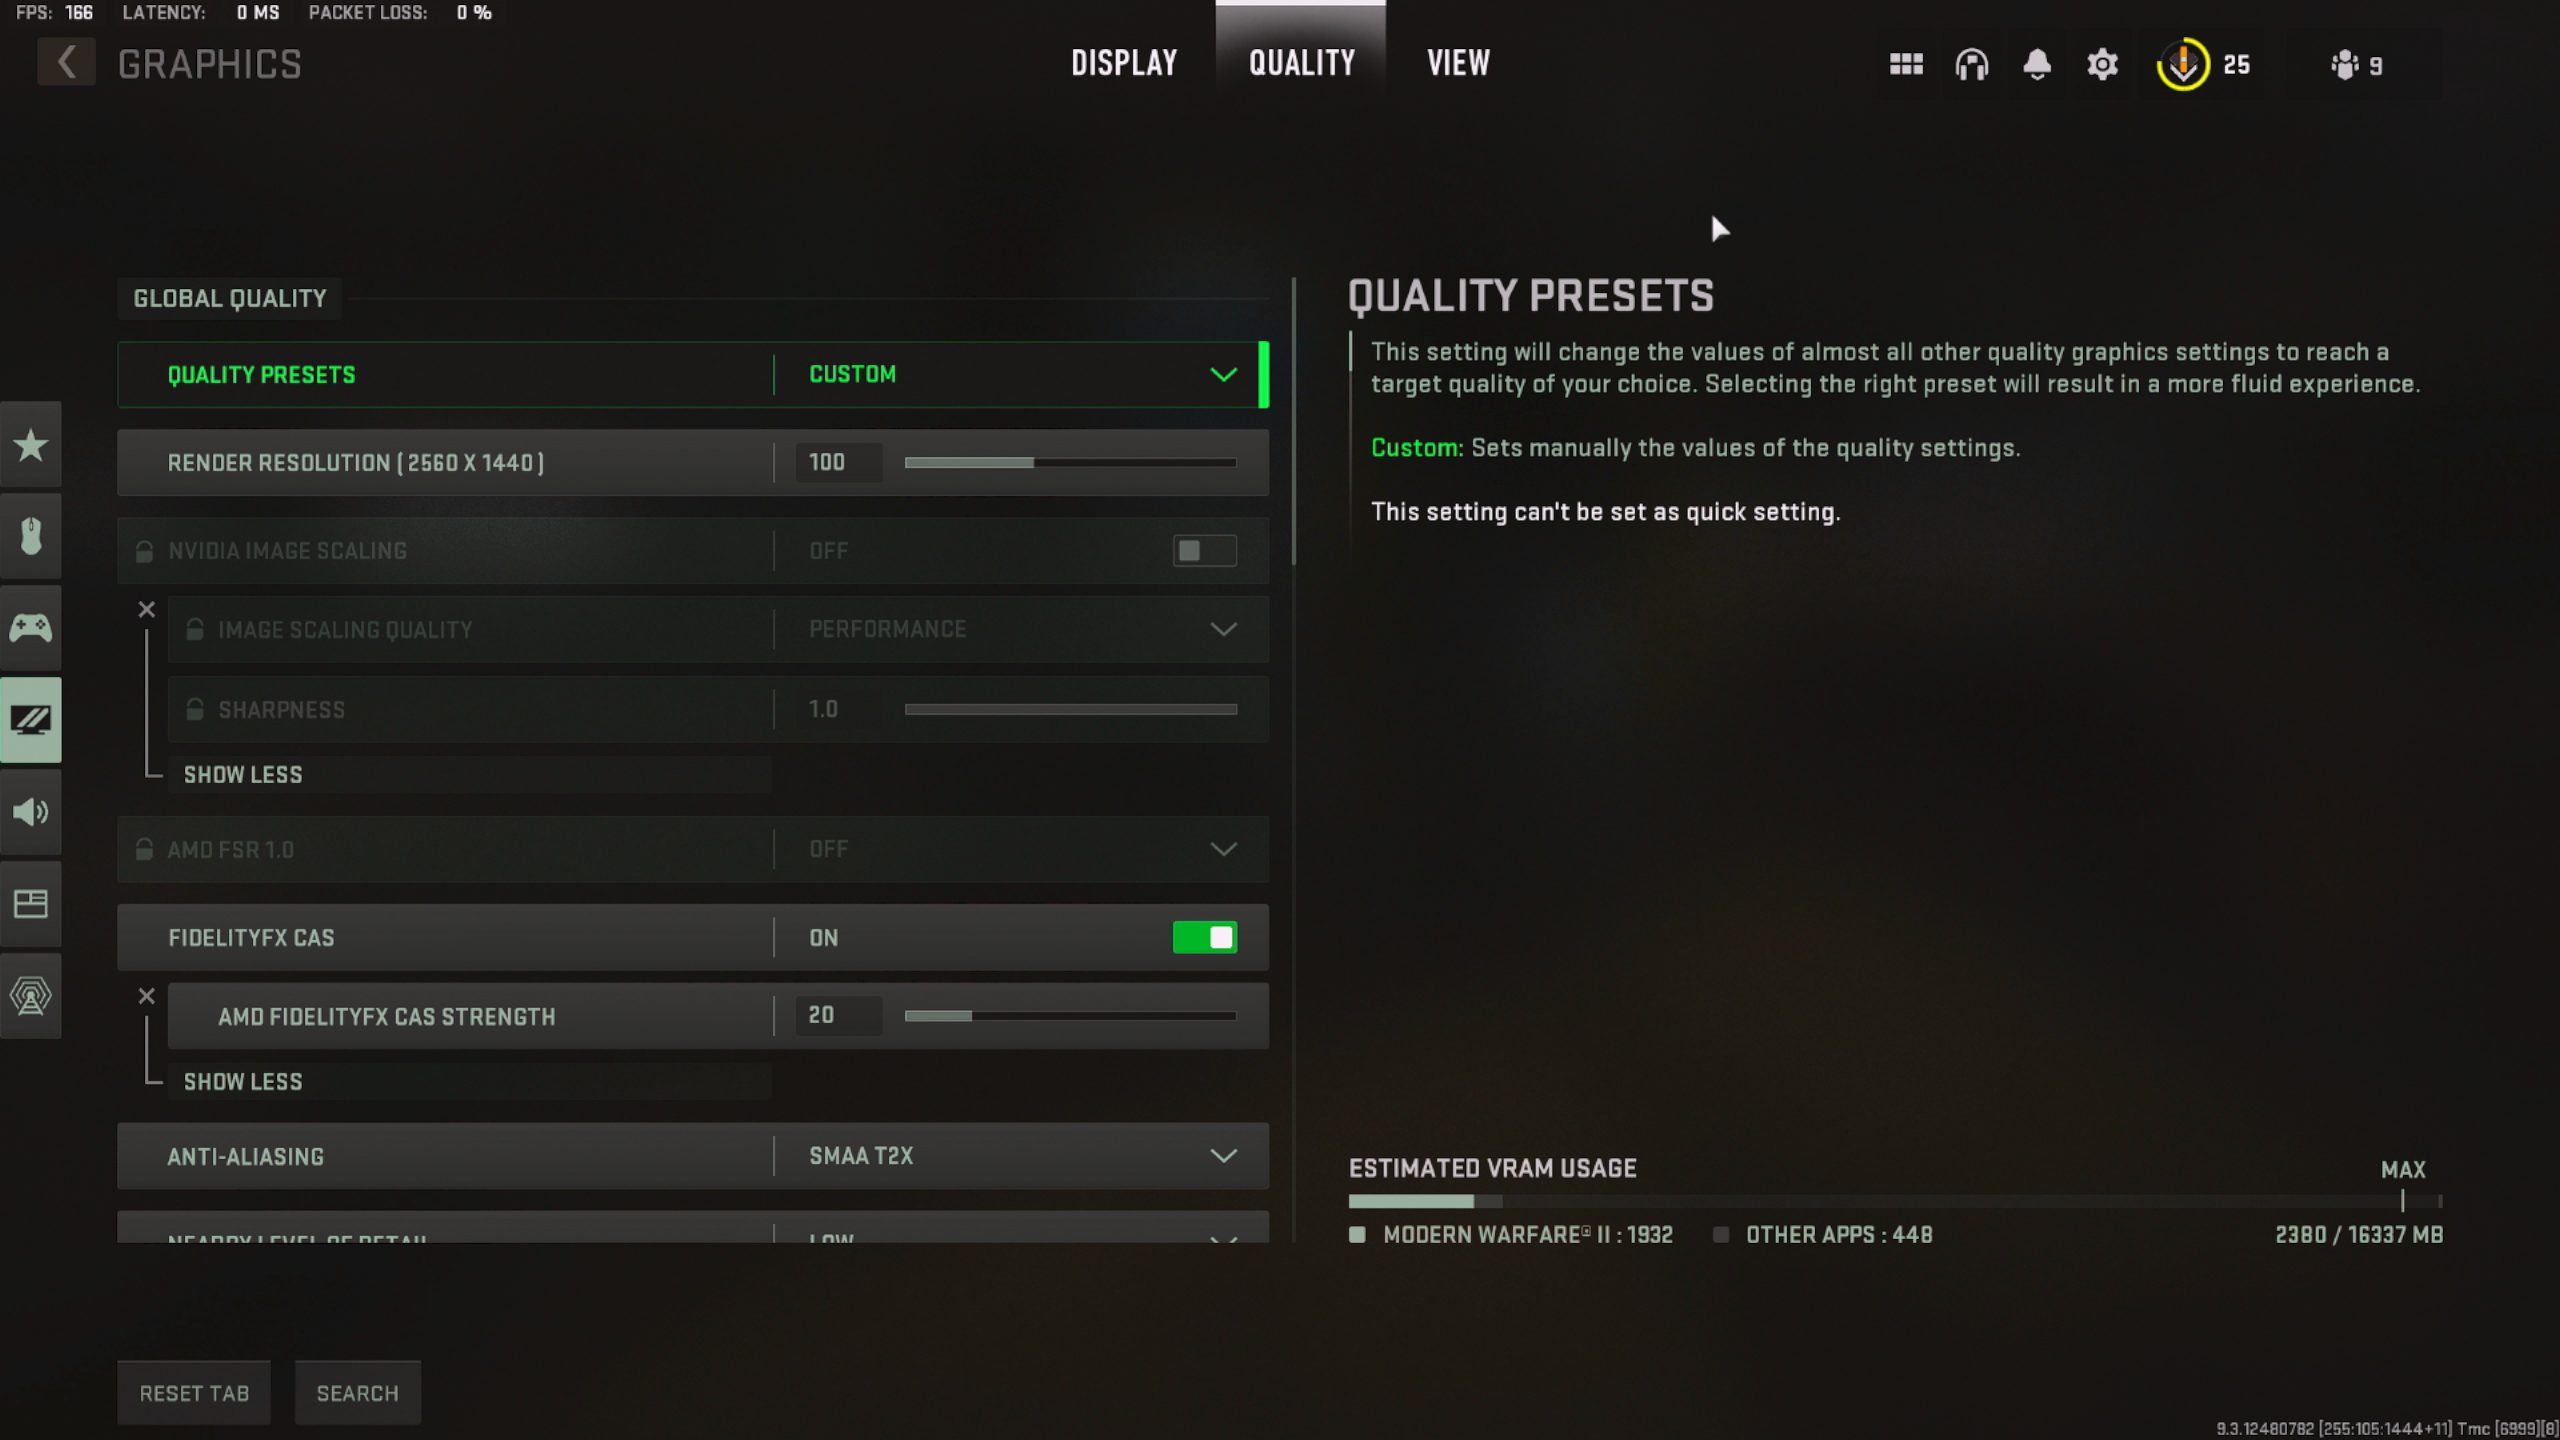 FPS: 166 LATENCY: 0 MS PACKET LOSS: 0 %
GRAPHICS
DISPLAY QUALITY VIEW
25
9
GLOBAL QUALITY
QUALITY PRESETS CUSTOM
RENDER RESOLUTION ( 2560 X 1440 ) 100
NVIDIA IMAGE SCALING OFF
IMAGE SCALING QUALITY PERFORMANCE
SHARPNESS 1.0
SHOW LESS
AMD FSR 1.0 OFF
FIDELITYFX CAS ON
AMD FIDELITYFX CAS STRENGTH 20
SHOW LESS
ANTI-ALIASING SMAA T2X
NEARBY LEVEL OF DETAIL LOW
QUALITY PRESETS
This setting will change the values of almost all other quality graphics settings to reach a
target quality of your choice. Selecting the right preset will result in a more fluid experience.
Custom: Sets manually the values of the quality settings.
This setting can't be set as quick setting.
ESTIMATED VRAM USAGE MAX
MODERN WARFARE® II : 1932 OTHER APPS : 448 2380 / 16337 MB
RESET TAB SEARCH
9.3.12480782 [255:105:1444+11] Tmc [6999][8]